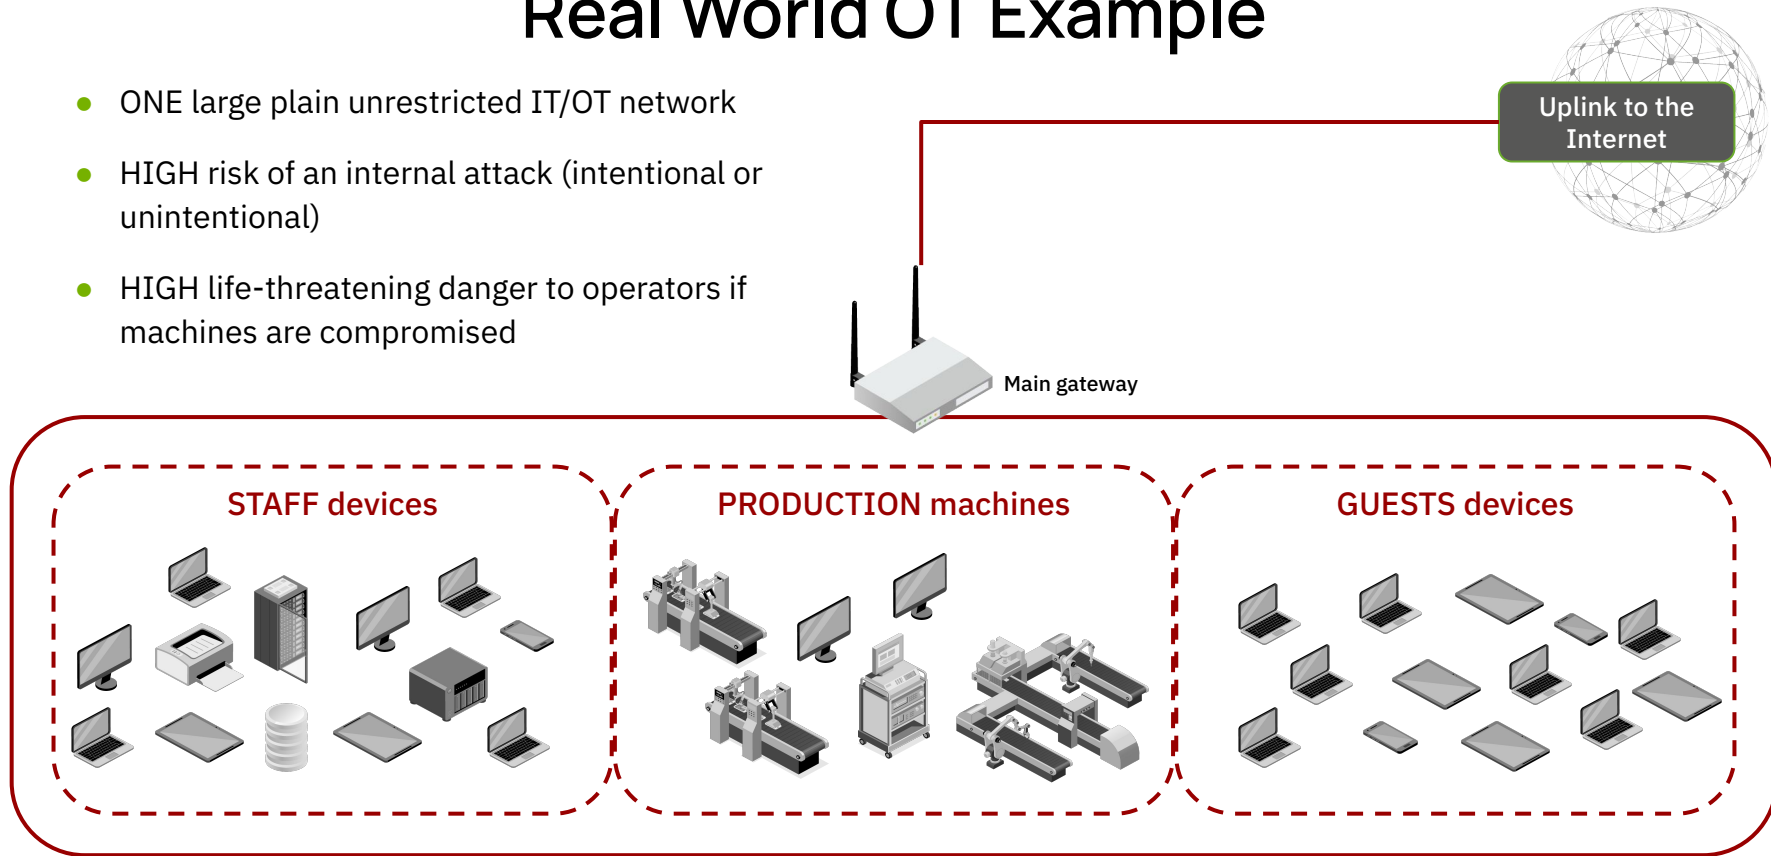 Real World OT Example
ONE large plain unrestricted IT/OT network
HIGH risk of an internal attack (intentional or
unintentional)
HIGH life-threatening danger to operators if
machines are compromised
Uplink to the
Internet
Main gateway
STAFF devices
PRODUCTION machines
GUESTS devices